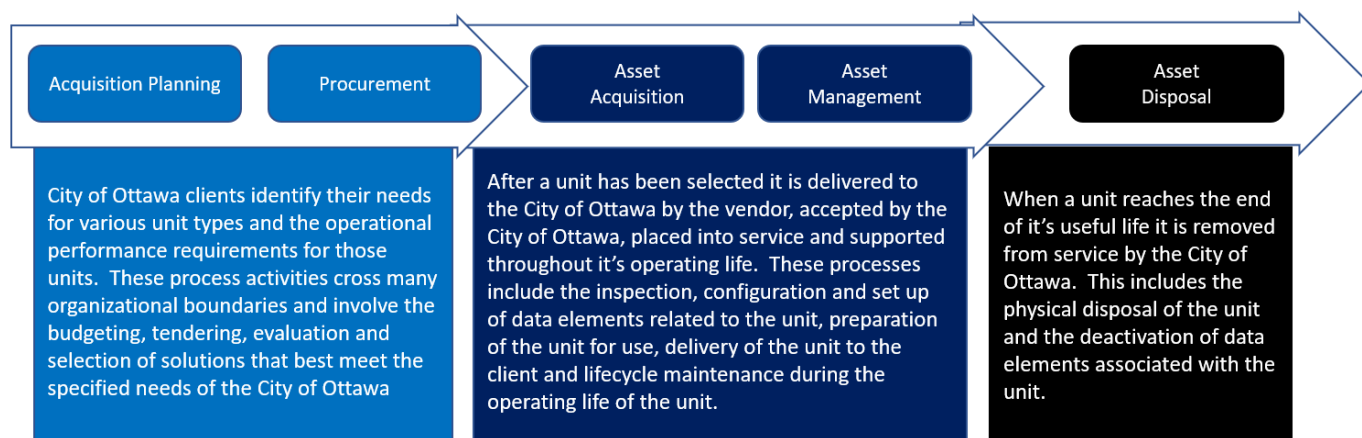 Acquisition Planning
Procurement
Asset
Acquisition
Asset
Management
Asset
Disposal
City of Ottawa clients identify their needs
for various unit types and the operational
performance requirements for those
units.  These process activities cross many
organizational boundaries and involve the
budgeting, tendering, evaluation and
selection of solutions that best meet the
specified needs of the City of Ottawa
After a unit has been selected it is delivered to
the City of Ottawa by the vendor, accepted by the
City of Ottawa, placed into service and supported
throughout it’s operating life.  These processes
include the inspection, configuration and set up
of data elements related to the unit, preparation
of the unit for use, delivery of the unit to the
client and lifecycle maintenance during the
operating life of the unit.
When a unit reaches the end
of it’s useful life it is removed
from service by the City of
Ottawa.  This includes the
physical disposal of the unit
and the deactivation of data
elements associated with the
unit.